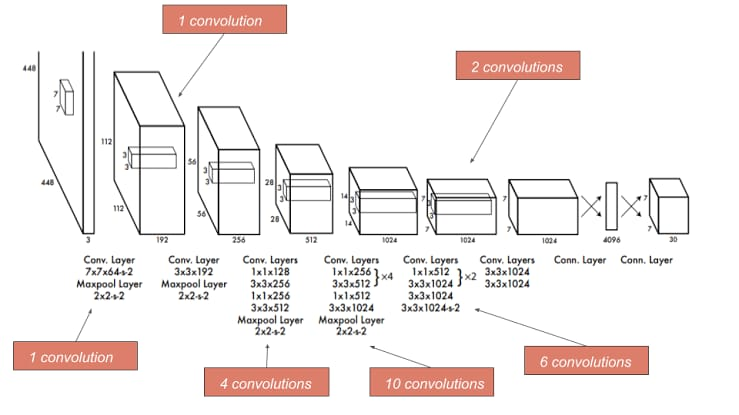 1 convolution
2 convolutions
448
448
7
7
3
112
112
3
3
192
56
56
3
3
256
28
28
3
3
512
14
14
3
3
1024
7
7
3
3
1024
7
7
1024
4096
7
7
30
Conv. Layer
7x7x64-s-2
Maxpool Layer
2x2-s-2
Conv. Layer
3x3x192
Maxpool Layer
2x2-s-2
Conv. Layers
1x1x128
3x3x256
1x1x256
3x3x512
Maxpool Layer
2x2-s-2
Conv. Layers
1x1x256
3x3x512
}×4
1x1x512
3x3x1024
Maxpool Layer
2x2-s-2
Conv. Layers
1x1x512
3x3x1024
}×2
3x3x1024
3x3x1024-s-2
Conv. Layers
3x3x1024
3x3x1024
Conn. Layer
Conn. Layer
1 convolution
4 convolutions
10 convolutions
6 convolutions